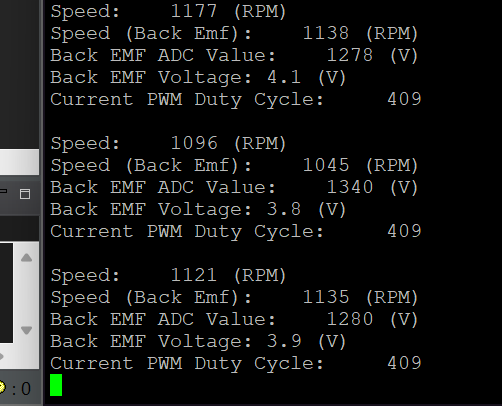 Speed:    1177 (RPM)
Speed (Back Emf):    1138 (RPM)
Back EMF ADC Value:    1278 (V)
Back EMF Voltage: 4.1 (V)
Current PWM Duty Cycle:     409
Speed:    1096 (RPM)
Speed (Back Emf):    1045 (RPM)
Back EMF ADC Value:    1340 (V)
Back EMF Voltage: 3.8 (V)
Current PWM Duty Cycle:     409
Speed:    1121 (RPM)
Speed (Back Emf):    1135 (RPM)
Back EMF ADC Value:    1280 (V)
Back EMF Voltage: 3.9 (V)
Current PWM Duty Cycle:     409
: 0